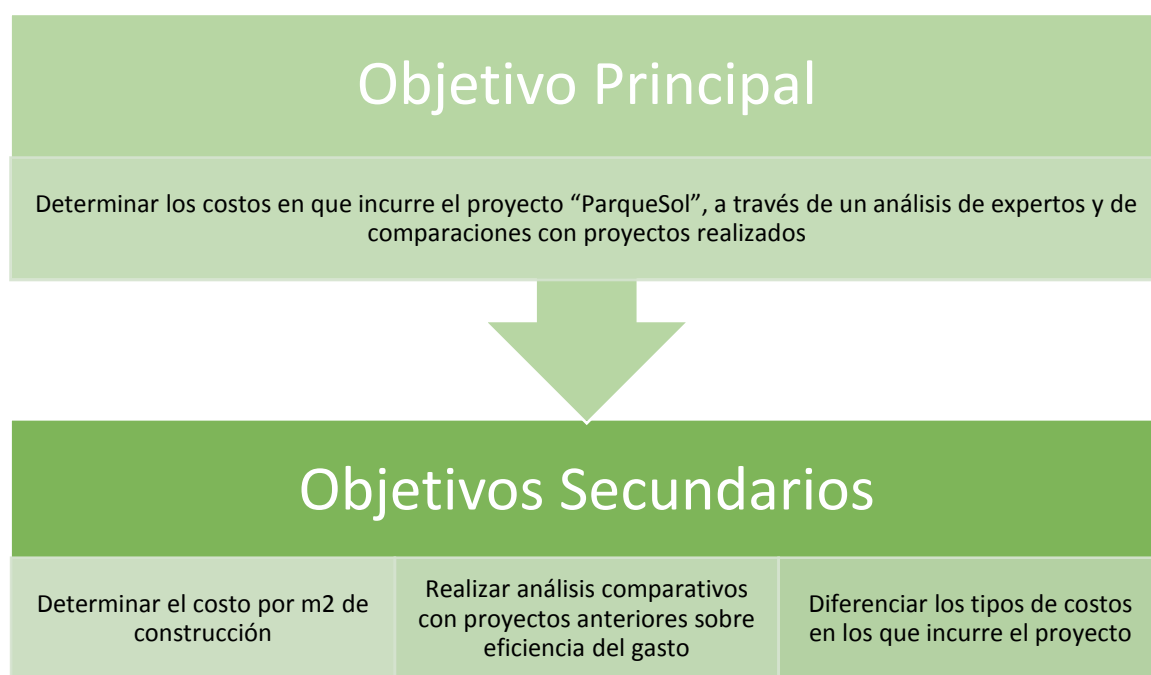 Objetivo Principal
Determinar los costos en que incurre el proyecto “ParqueSol”, a través de un análisis de expertos y de
comparaciones con proyectos realizados
Objetivos Secundarios
Determinar el costo por m2 de
construcción
Realizar análisis comparativos
con proyectos anteriores sobre
eficiencia del gasto
Diferenciar los tipos de costos
en los que incurre el proyecto